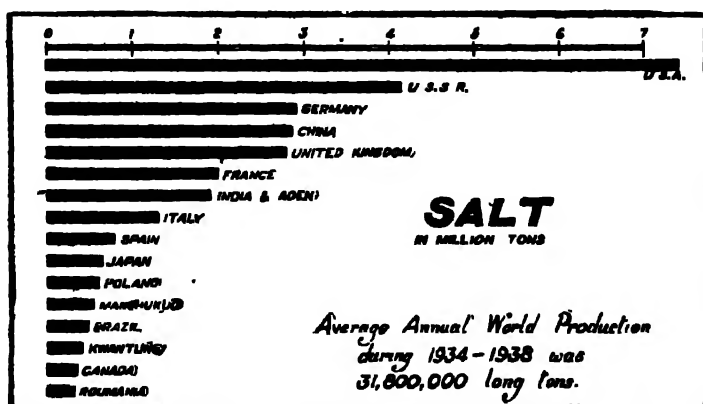 0 1 2 3 4 5 6 7
U.S.A.
U.S.S.R.
GERMANY
CHINA
UNITED KINGDOM
FRANCE
INDIA & ADEN
ITALY
SALT
IN MILLION TONS
SPAIN
JAPAN
POLAND
MANCHUKUO
BRAZIL
Average Annual World Production
KWANTUNG
during 1934-1938 was
CANADA
31,800,000 long tons.
ROUMANIA